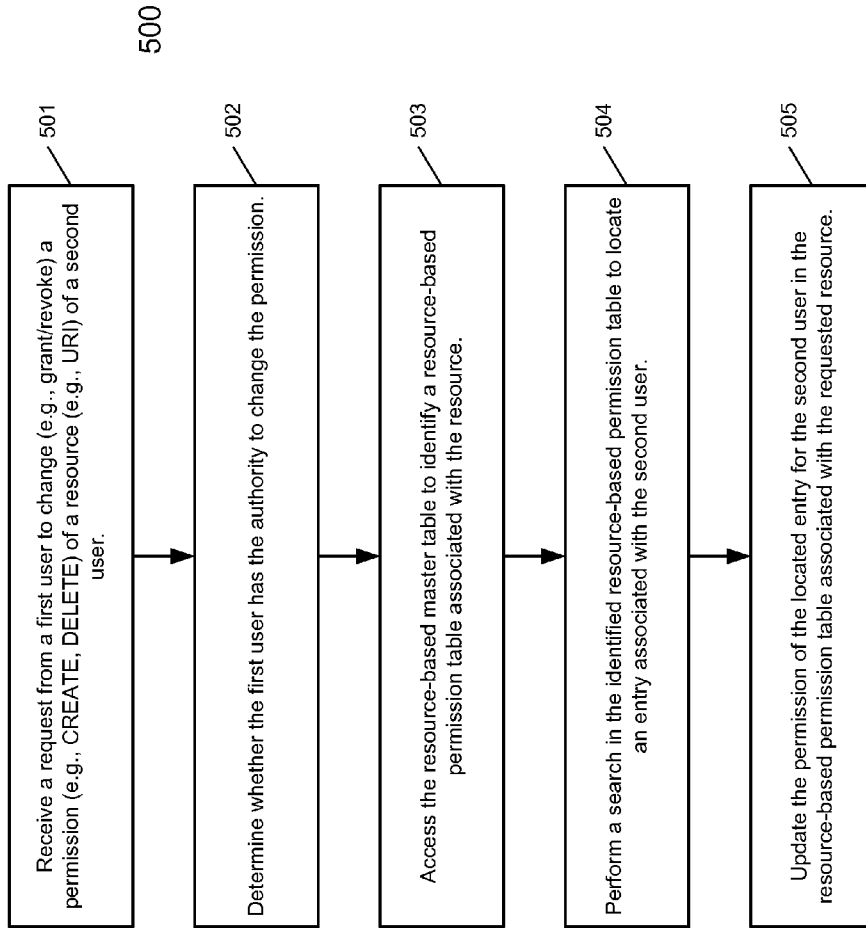 500
501
Receive a request from a first user to change (e.g., grant/revoke) a
permission (e.g., CREATE, DELETE) of a resource (e.g., URI) of a second
user.
502
Determine whether the first user has the authority to change the permission.
503
Access the resource-based master table to identify a resource-based
permission table associated with the resource.
504
Perform a search in the identified resource-based permission table to locate
an entry associated with the second user.
505
Update the permission of the located entry for the second user in the
resource-based permission table associated with the requested resource.